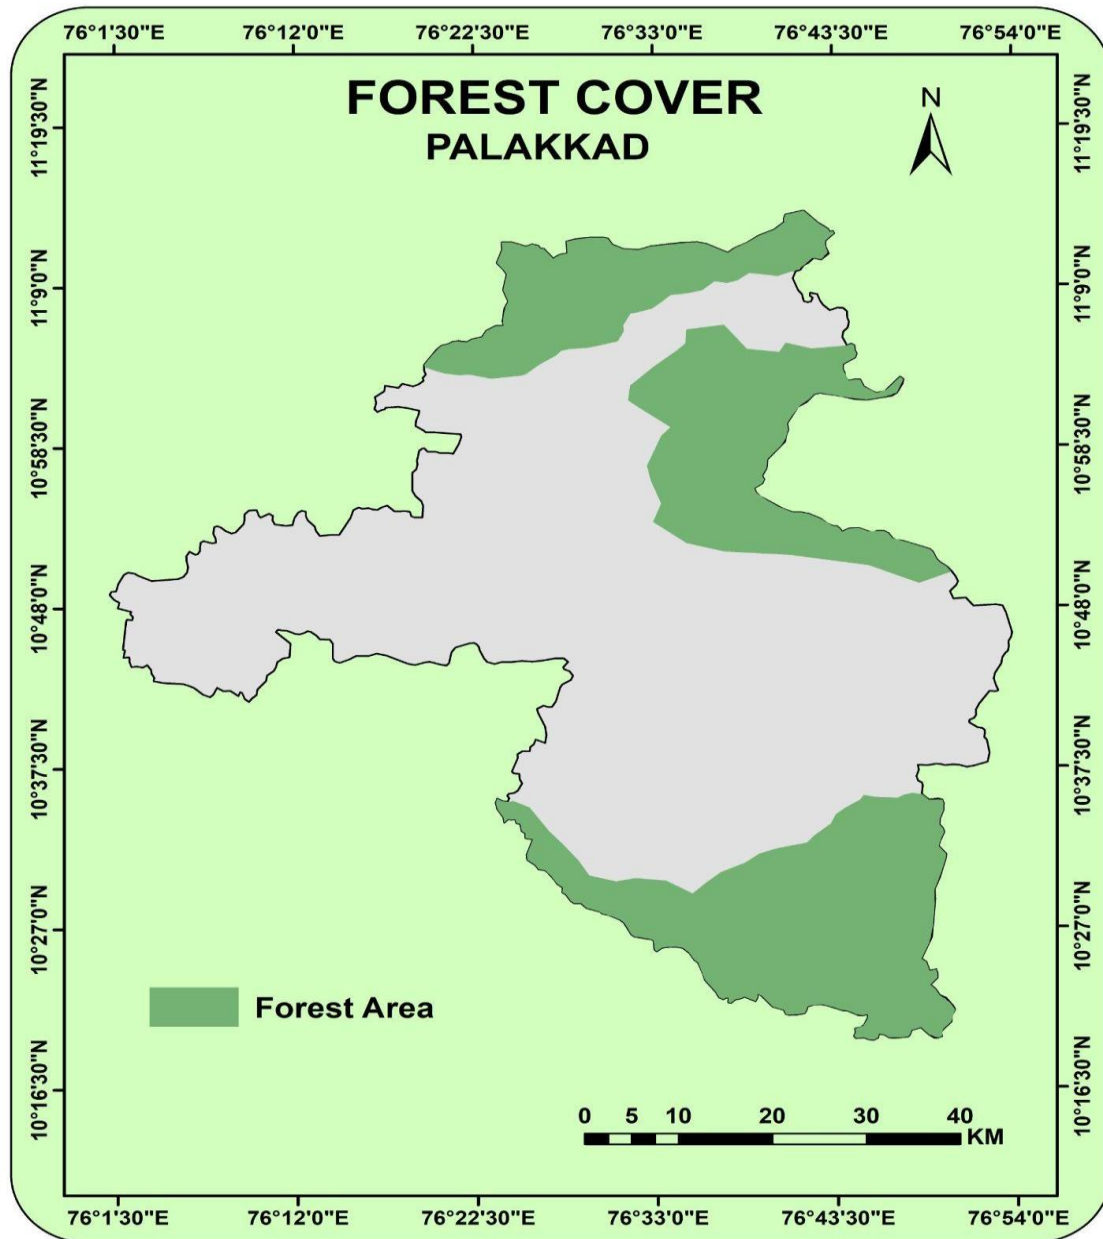 76°1'30"E 76°12'0"E 76°22'30"E 76°33'0"E 76°43'30"E 76°54'0"E
FOREST COVER
PALAKKAD
N
11°19'30"N
11°9'0"N
10°58'30"N
10°48'0"N
10°37'30"N
10°27'0"N
10°16'30"N
11°19'30"N
11°9'0"N
10°58'30"N
10°48'0"N
10°37'30"N
10°27'0"N
10°16'30"N
Forest Area
0 5 10 20 30 40
KM
76°1'30"E 76°12'0"E 76°22'30"E 76°33'0"E 76°43'30"E 76°54'0"E